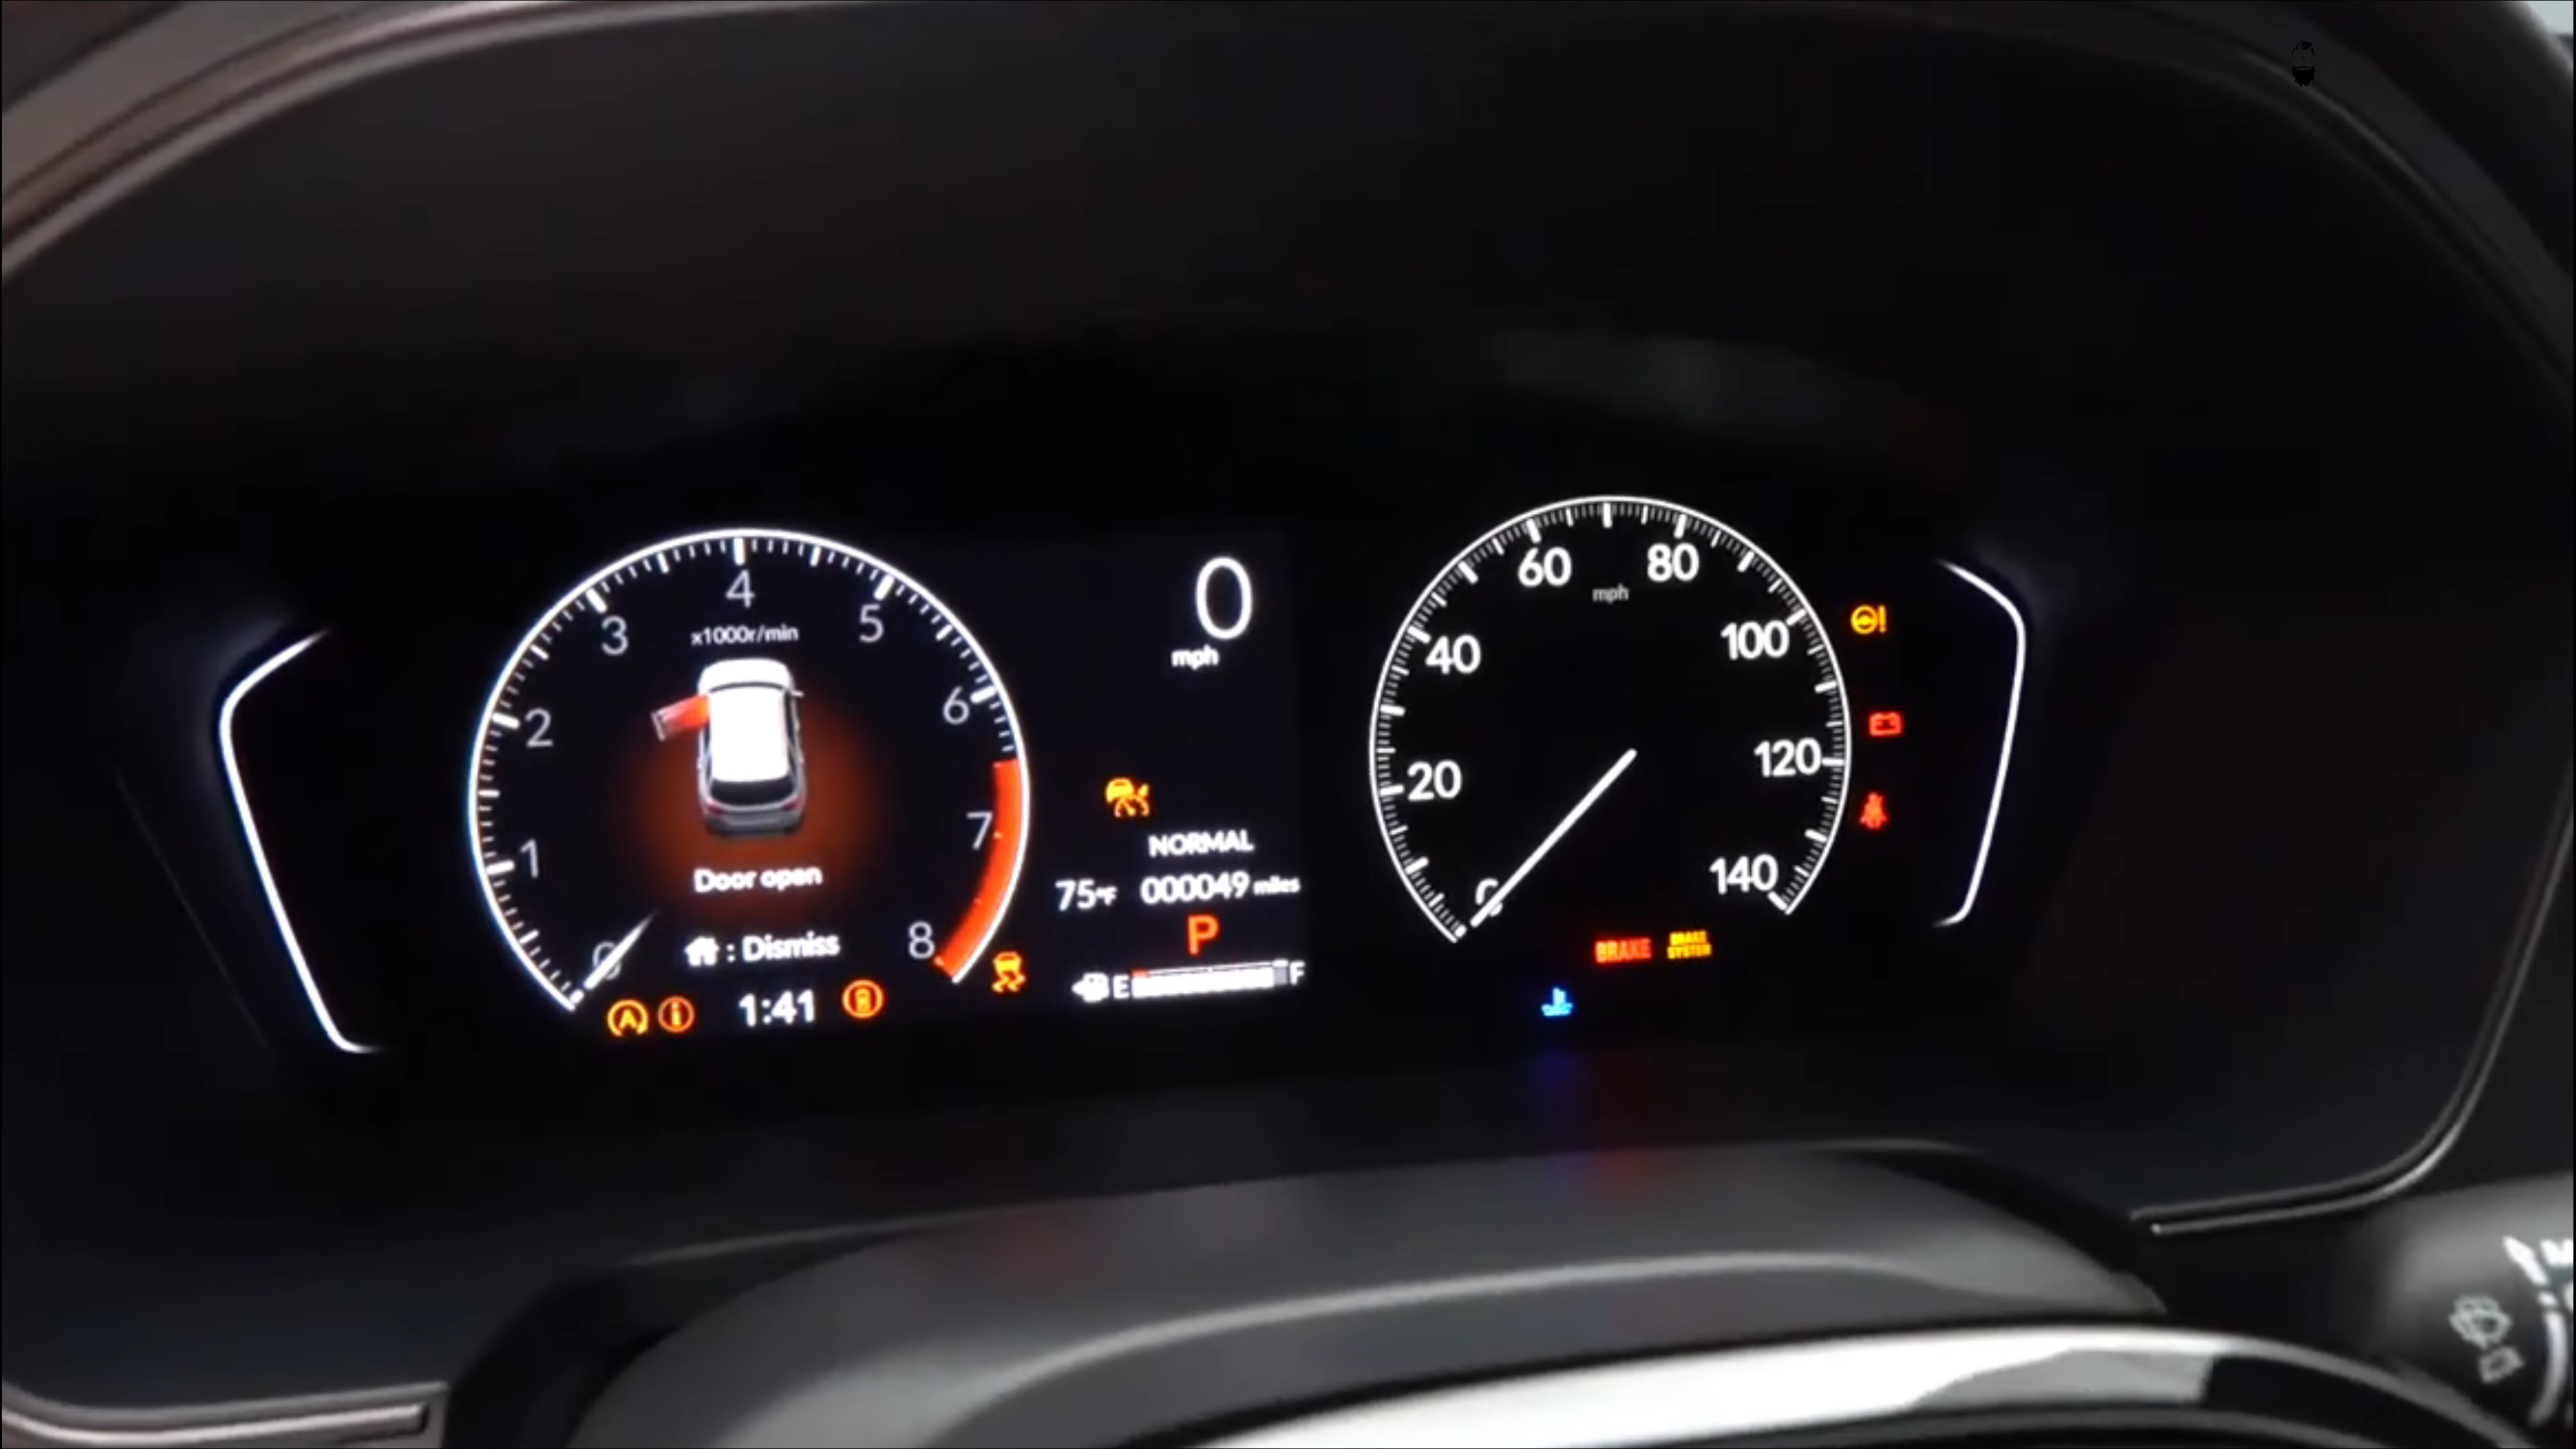 4
3
5
x1000r/min
2
6
1
7
Door open
8
: Dismiss
A
1:41
0
mph
NORMAL
75°F 000049 miles
P
E F
60 80
mph
40 100
20 120
140
BRAKE
BRAKE SYSTEM